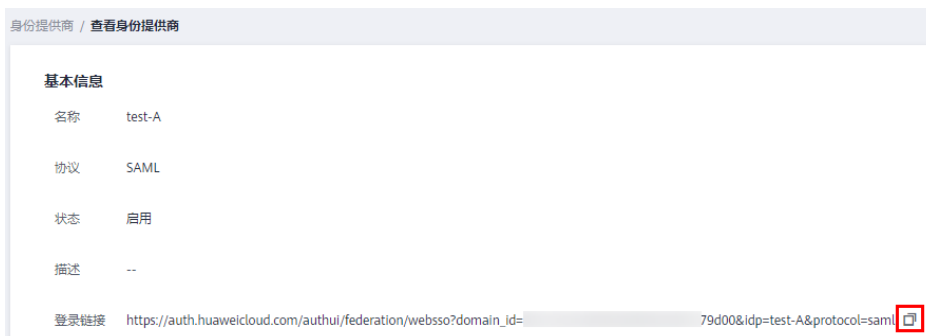 身份提供商 / 查看身份提供商
基本信息
名称 test-A
协议 SAML
状态 启用
描述 --
登录链接 https://auth.huaweicloud.com/authui/federation/websso?domain_id= 79d00&idp=test-A&protocol=saml